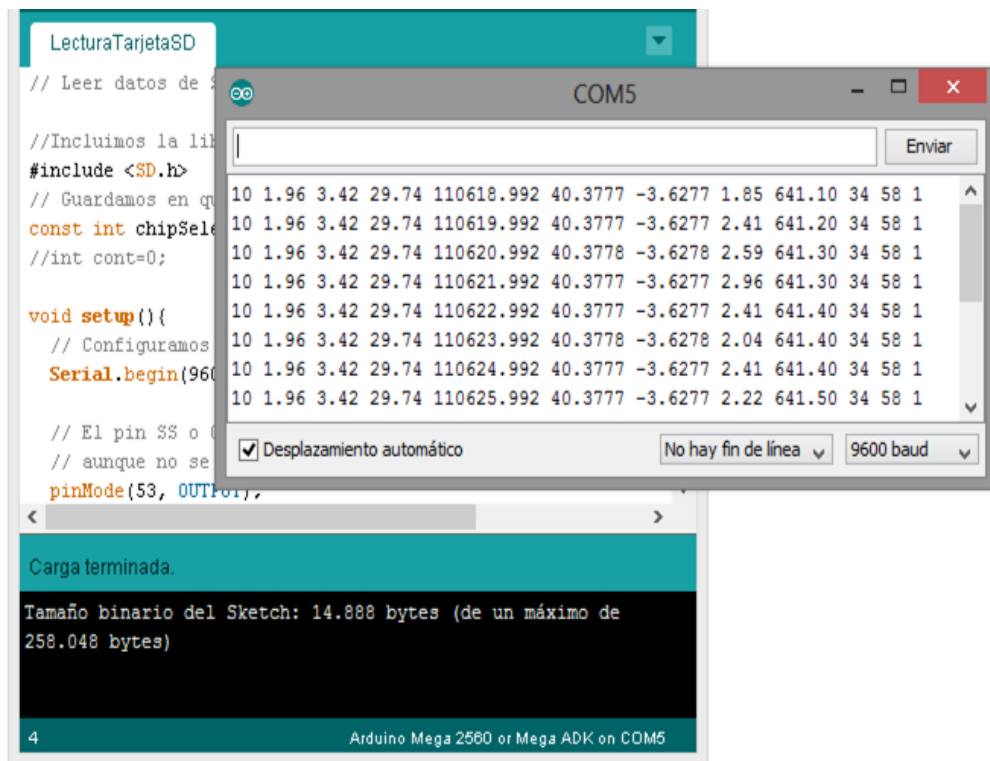 LecturaTarjetaSD
// Leer datos de
//Incluimos la
#include <SD.h>
// Guardamos en
const int chipSele
//int cont=0;
void setup(){
// Configuramos
Serial.begin(960
// El pin SS o
// aunque no se
pinMode(53, OUTPUT),
COM5
Enviar
10 1.96 3.42 29.74 110618.992 40.3777 -3.6277 1.85 641.10 34 58 1
10 1.96 3.42 29.74 110619.992 40.3777 -3.6277 2.41 641.20 34 58 1
10 1.96 3.42 29.74 110620.992 40.3778 -3.6278 2.59 641.30 34 58 1
10 1.96 3.42 29.74 110621.992 40.3777 -3.6277 2.96 641.30 34 58 1
10 1.96 3.42 29.74 110622.992 40.3777 -3.6277 2.41 641.40 34 58 1
10 1.96 3.42 29.74 110623.992 40.3778 -3.6278 2.04 641.40 34 58 1
10 1.96 3.42 29.74 110624.992 40.3777 -3.6277 2.41 641.40 34 58 1
10 1.96 3.42 29.74 110625.992 40.3777 -3.6277 2.22 641.50 34 58 1
Desplazamiento automático No hay fin de línea 9600 baud
Carga terminada.
Tamaño binario del Sketch: 14.888 bytes (de un máximo de
258.048 bytes)
4 Arduino Mega 2560 or Mega ADK on COM5